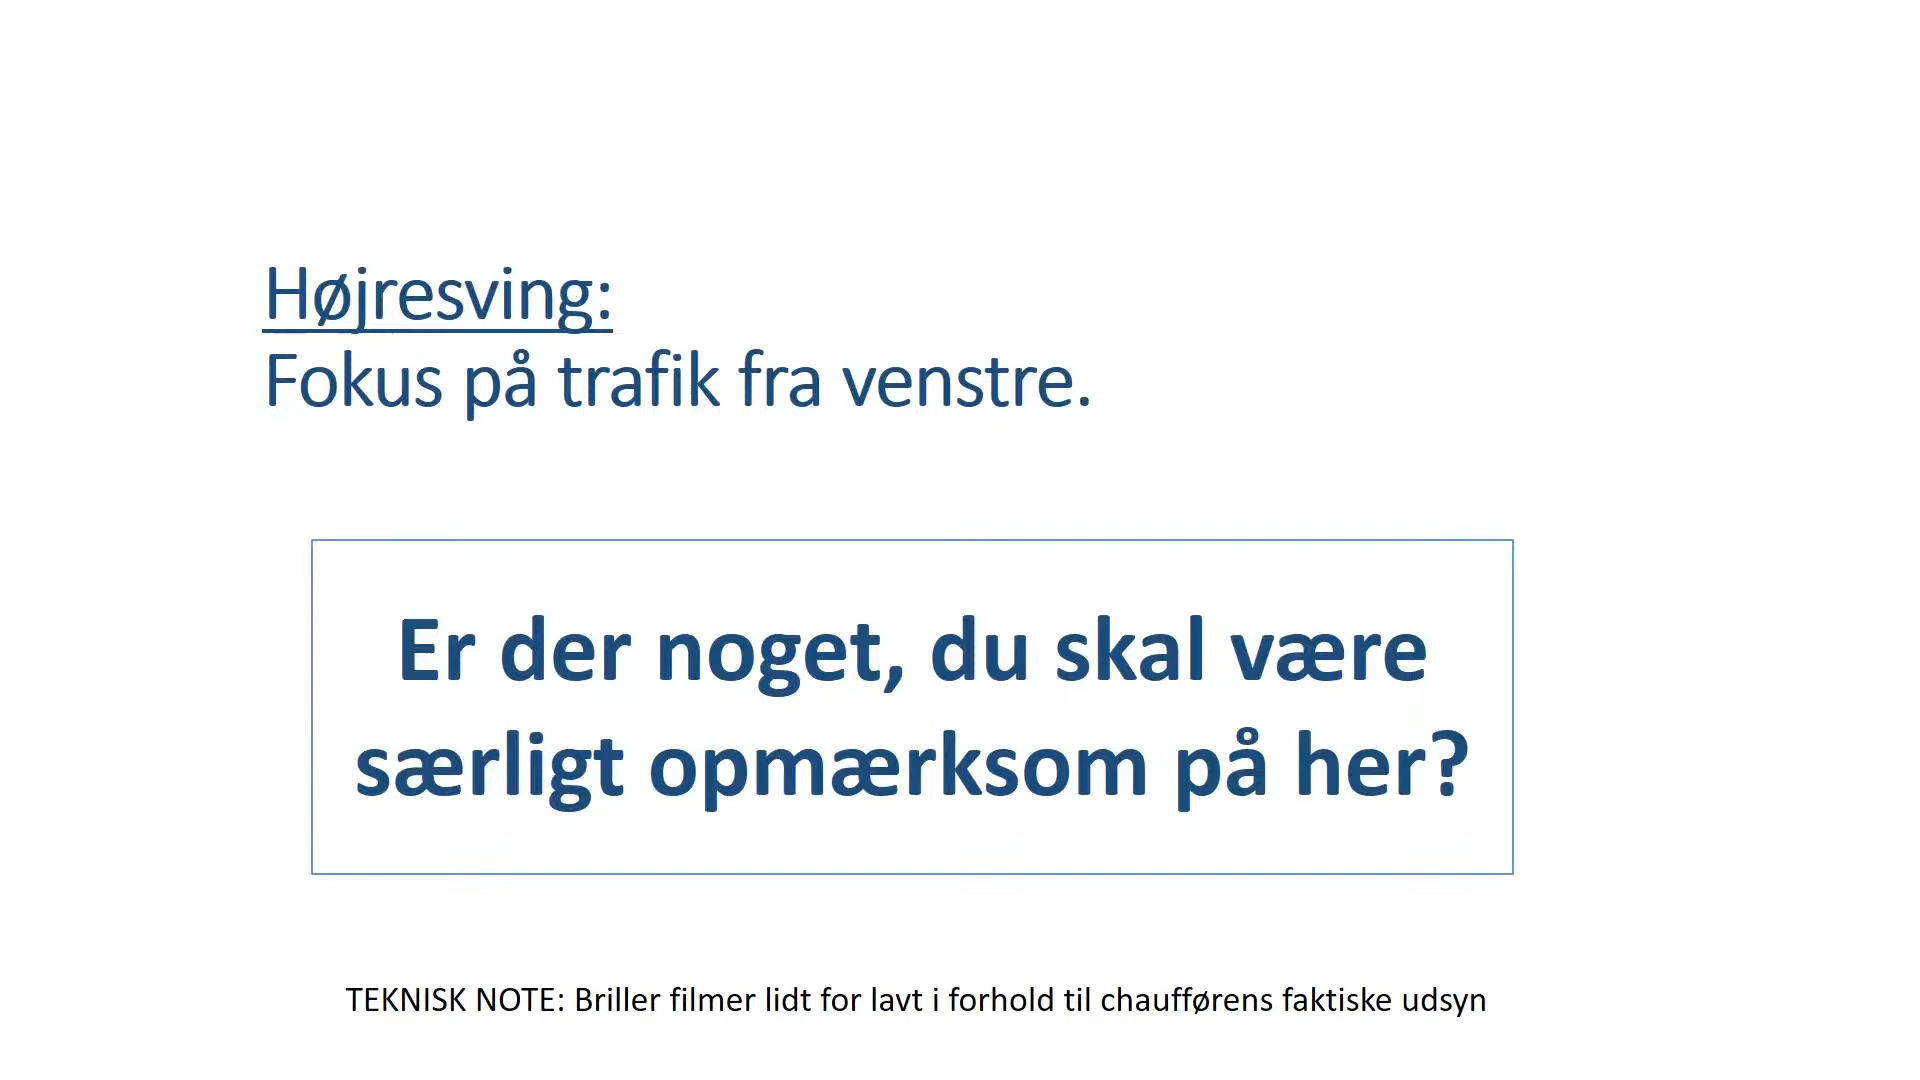 Højresving:
Fokus på trafik fra venstre.
Er der noget, du skal være
særligt opmærksom på her?
TEKNISK NOTE: Briller filmer lidt for lavt i forhold til chaufførens faktiske udsyn